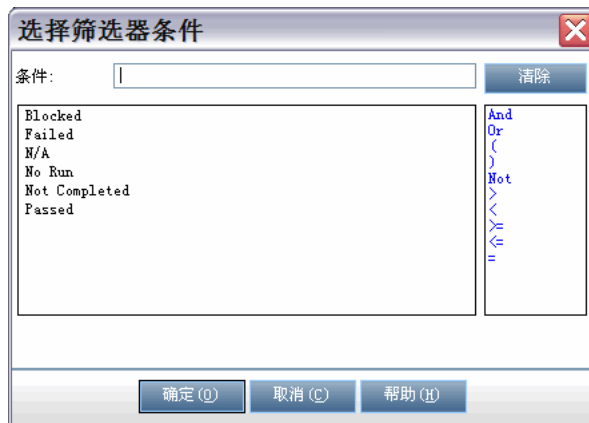 选择筛选器条件
条件:
清除
Blocked
Failed
N/A
No Run
Not Completed
Passed
And
Or
(
)
Not
>
<
>=
<=
=
确定(O) 取消(C) 帮助(H)